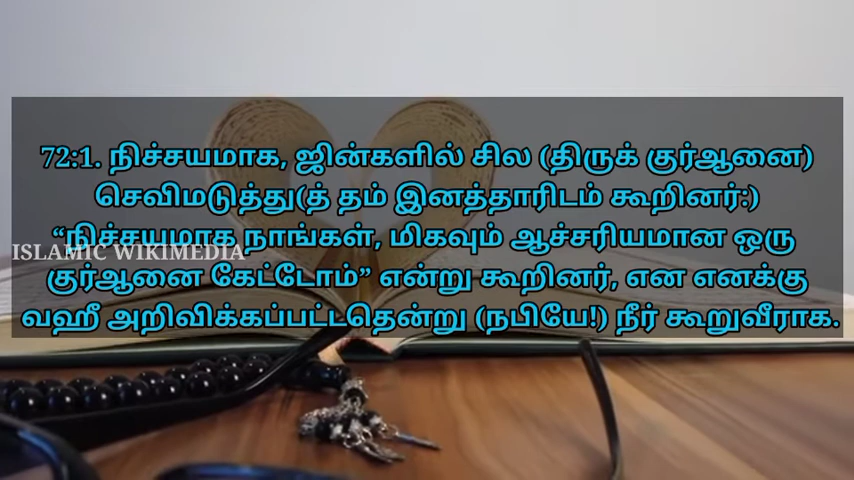 72:1. நிச்சயமாக, ஜின்களில் சில (திருக் குர்ஆனை)
செவிமடுத்து(த் தம் இனத்தாரிடம் கூறினர்:)
“நிச்சயமாக நாங்கள், மிகவும் ஆச்சரியமான ஒரு
ISLAMIC WIKIMEDIA
குர்ஆனை கேட்டோம்” என்று கூறினர், என எனக்கு
வஹீ அறிவிக்கப்பட்டதென்று (நபியே!) நீர் கூறுவீராக.